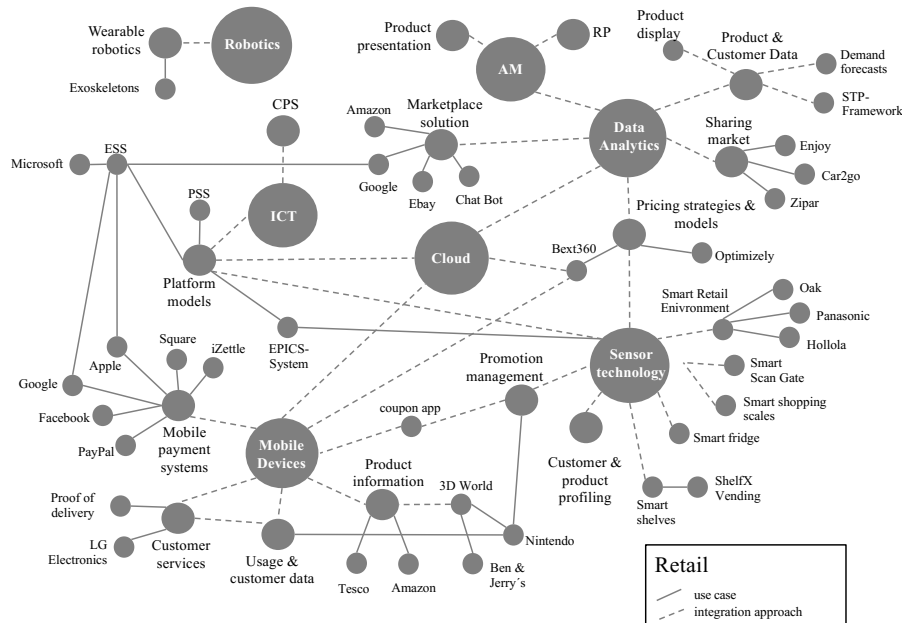 Wearable
robotics
Robotics
Exoskeletons
Product
presentation
RP
AM
Product
display
Product &
Customer Data
Demand
forecasts
STP-
Framework
CPS
Amazon
Marketplace
solution
Data
Analytics
Sharing
market
Enjoy
Car2go
Zipar
Microsoft
ESS
Google
Ebay
Chat Bot
PSS
ICT
Pricing strategies &
models
Bext360
Optimizely
Cloud
Platform
models
Smart Retail
Enivronment
Oak
Panasonic
Hollola
EPICS-
System
Sensor
technology
Smart
Scan Gate
Smart shopping
scales
Smart fridge
Square
iZettle
Apple
Google
Facebook
PayPal
Mobile
payment
systems
Promotion
management
coupon app
Mobile
Devices
Customer &
product
profiling
ShelfX
Vending
Smart
shelves
Product
information
3D World
Proof of
delivery
LG
Electronics
Customer
services
Usage &
customer data
Nintendo
Tesco
Amazon
Ben &
Jerry´s
Retail
use case
integration approach